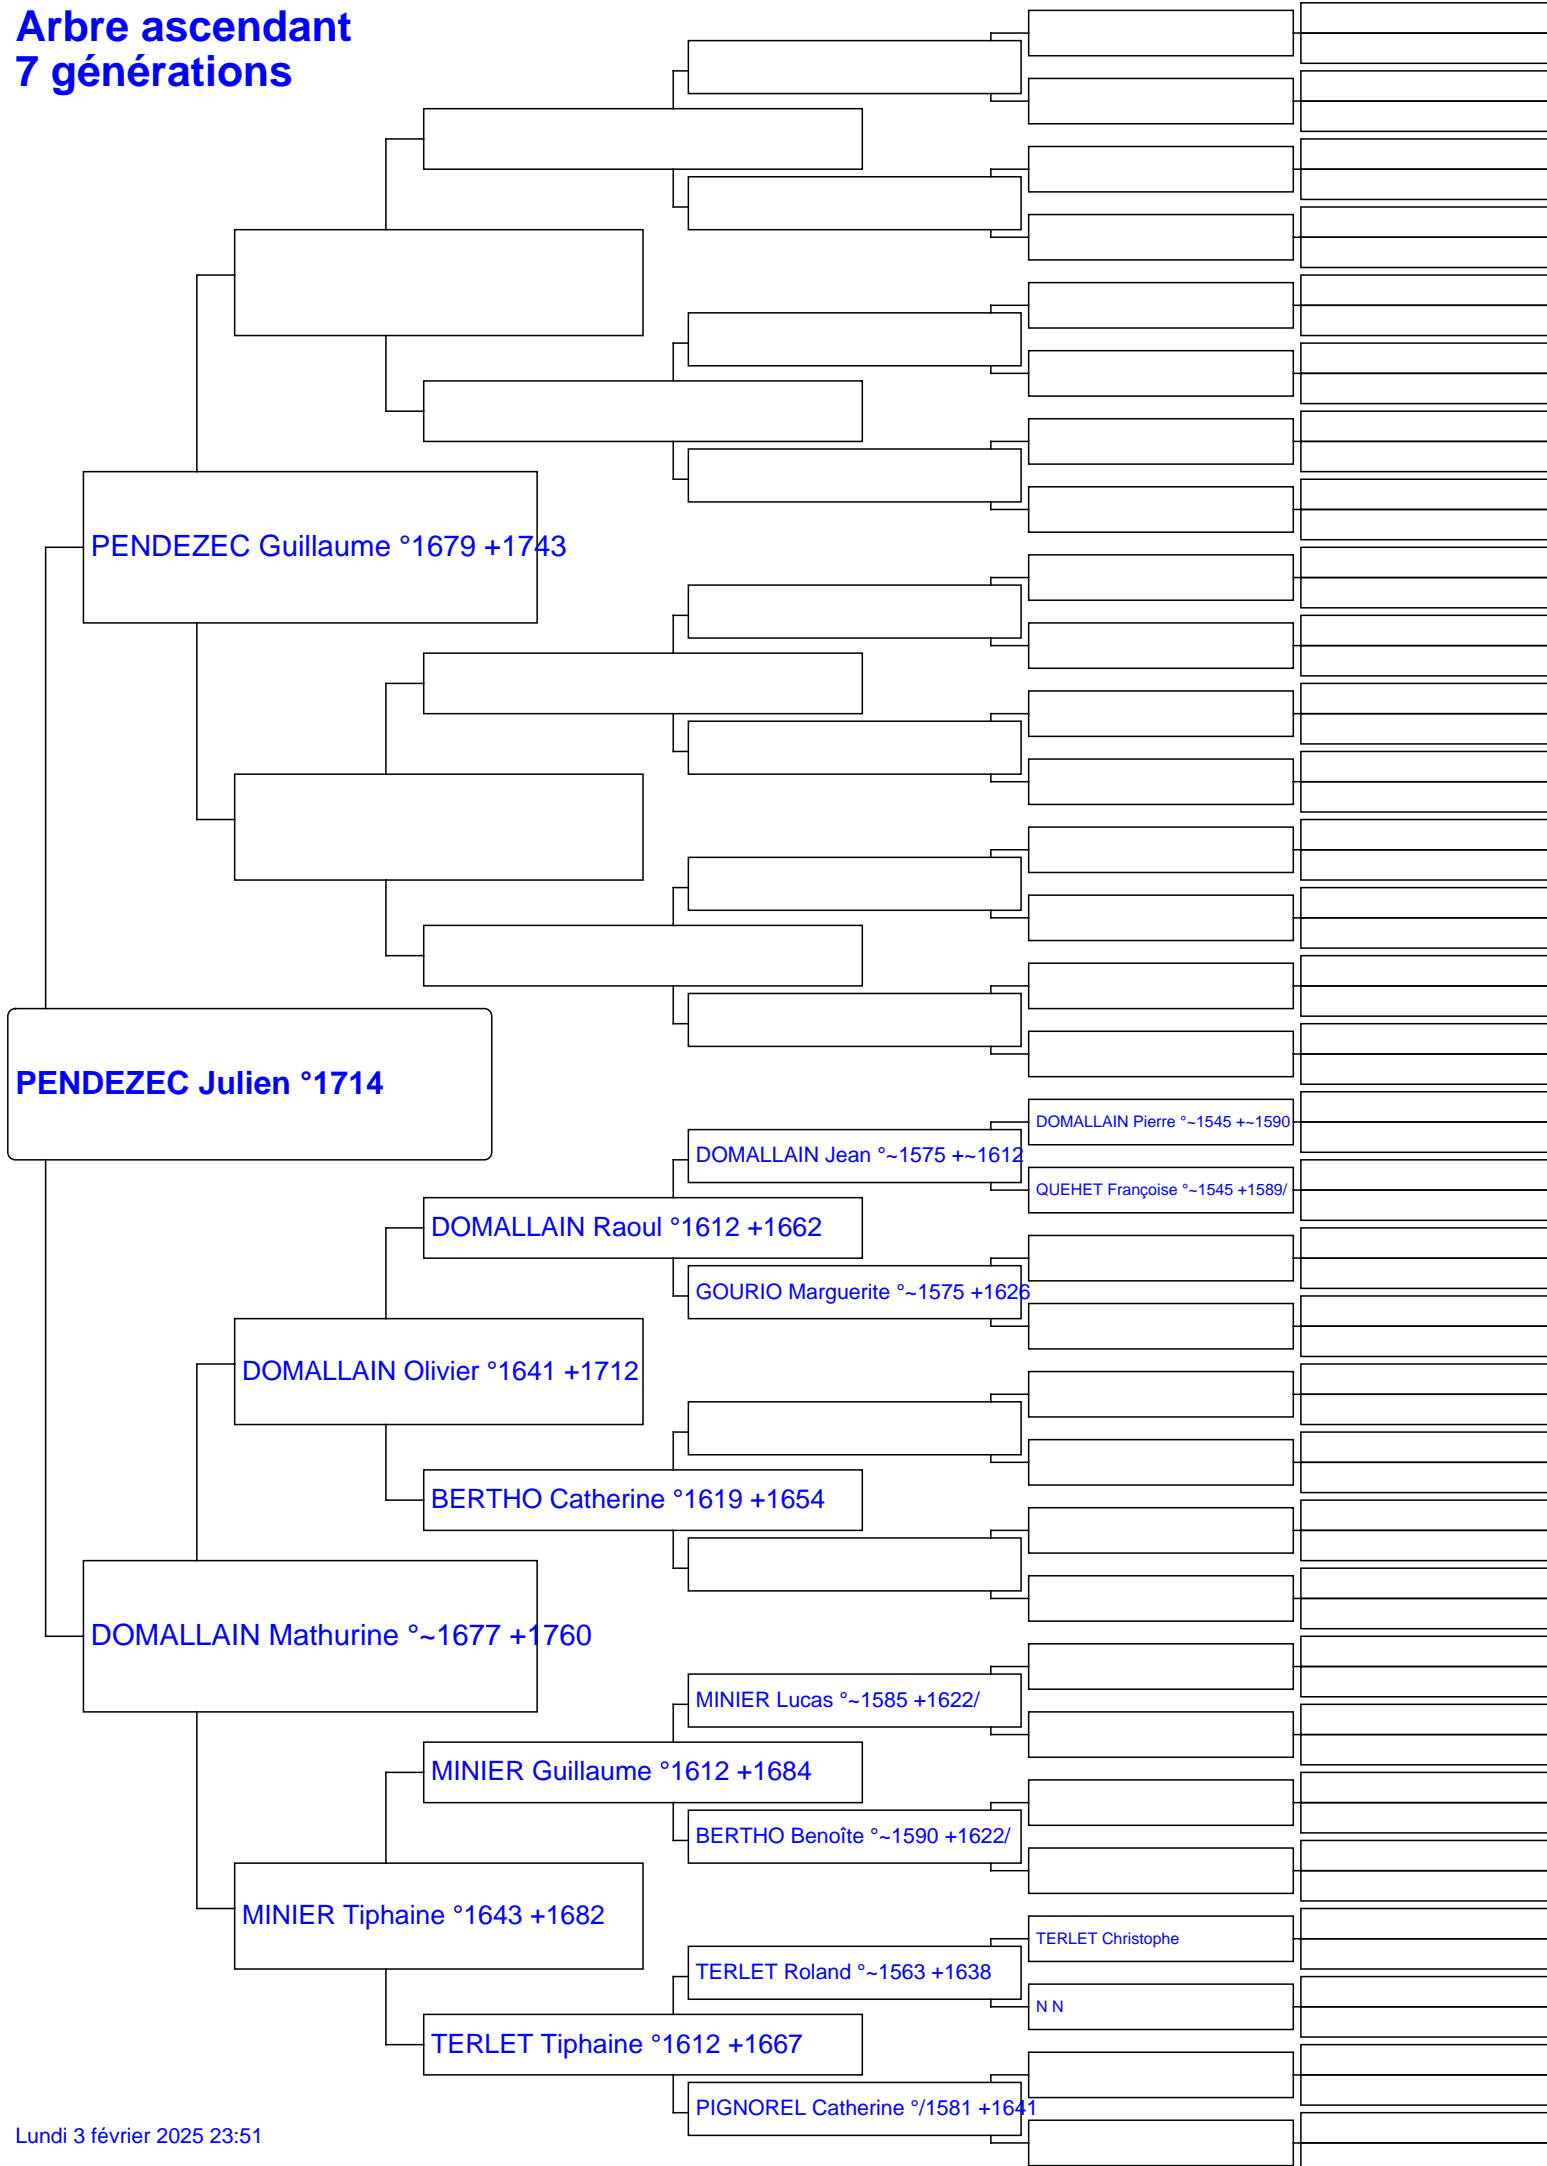 Arbre ascendant
7 générations
PENDEZEC Guillaume °1679 +1743
PENDEZEC Julien °1714
DOMALLAIN Pierre °~1545 +~1590
DOMALLAIN Jean °~1575 +~1612
QUEHET Françoise °~1545 +1589/
DOMALLAIN Raoul °1612 +1662
GOURIO Marguerite °~1575 +1626
DOMALLAIN Olivier °1641 +1712
BERTHO Catherine °1619 +1654
DOMALLAIN Mathurine °~1677 +1760
MINIER Lucas °~1585 +1622/
MINIER Guillaume °1612 +1684
BERTHO Benoîte °~1590 +1622/
MINIER Tiphaine °1643 +1682
TERLET Christophe
TERLET Roland °~1563 +1638
N N
TERLET Tiphaine °1612 +1667
PIGNOREL Catherine °/1581 +1641
Lundi 3 février 2025 23:51